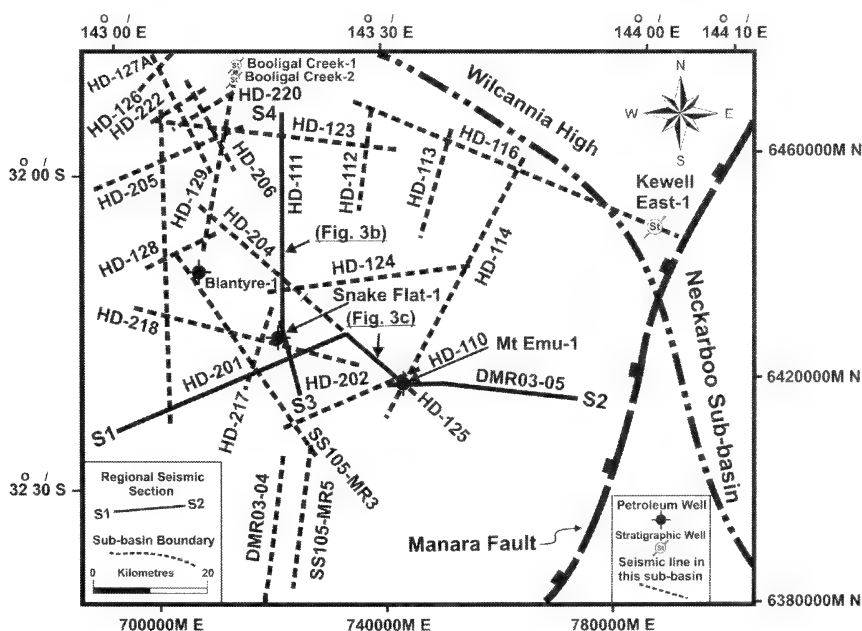 143 00 E
143 30 E
144 00 E
144 10 E
32 00 S
32 30 S
6460000M N
6420000M N
6380000M N
700000M E
740000M E
780000M E
Booligal Creek-1
Booligal Creek-2
HD-127A
HD-126
HD-222
HD-220
S4
HD-123
HD-116
HD-205
HD-129
HD-206
HD-111
HD-112
HD-113
Wilcannia High
N
W
E
S
Kewell
East-1
St
HD-128
HD-204
(Fig. 3b)
HD-114
HD-124
Blantyre-1
Snake Flat-1
(Fig. 3c)
HD-218
HD-110
Mt Emu-1
HD-201
HD-202
DMR03-05
S2
S3
HD-125
HD-217
S1
SS105-MR3
DMR03-04
SS105-MR5
Neckarboo Sub-basin
Manara Fault
Regional Seismic
Section
S1
S2
Sub-basin Boundary
0 Kilometres 20
Petroleum Well
Stratigraphic Well
St
Seismic line in
this sub-basin